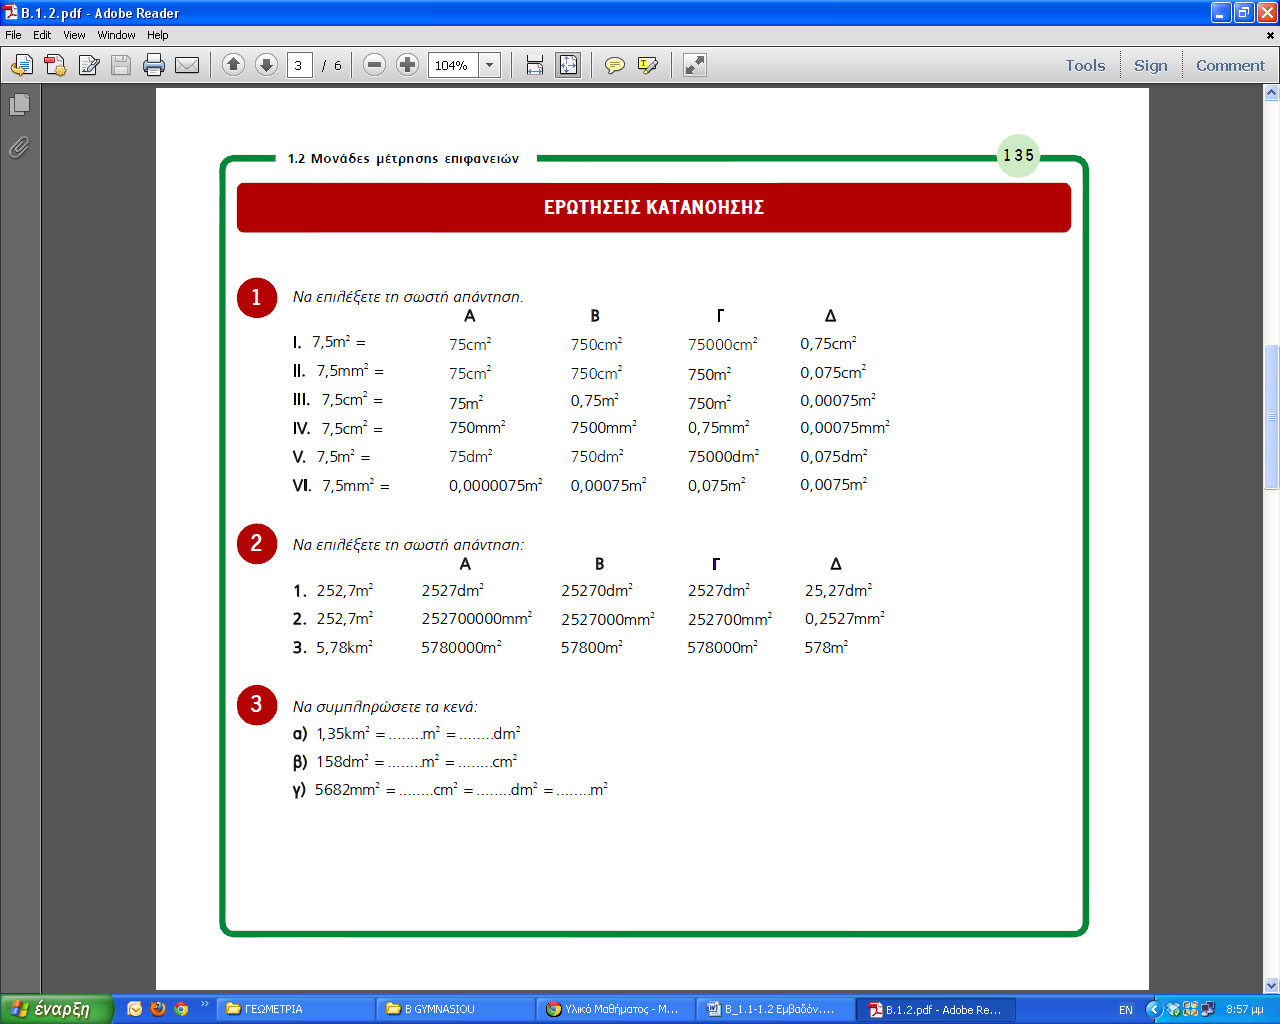 B.1.2.pdf - Adobe Reader
File Edit View Window Help
3 / 6 104% Tools Sign Comment
1.2 Μονάδες μέτρησης επιφανειών 135
ΕΡΩΤΗΣΕΙΣ ΚΑΤΑΝΟΗΣΗΣ
1 Να επιλέξετε τη σωστή απάντηση.
Α Β Γ Δ
I. 7,5m² = 75cm² 750cm² 75000cm² 0,75cm²
II. 7,5mm² = 75cm² 750cm² 750m² 0,075cm²
III. 7,5cm² = 75m² 0,75m² 750m² 0,00075m²
IV. 7,5cm² = 750mm² 7500mm² 0,75mm² 0,00075mm²
V. 7,5m² = 75dm² 750dm² 75000dm² 0,075dm²
VI. 7,5mm² = 0,0000075m² 0,00075m² 0,075m² 0,0075m²
2 Να επιλέξετε τη σωστή απάντηση:
Α Β Γ Δ
1. 252,7m² 2527dm² 25270dm² 2527dm² 25,27dm²
2. 252,7m² 252700000mm² 2527000mm² 252700mm² 0,2527mm²
3. 5,78km² 5780000m² 57800m² 578000m² 578m²
3 Να συμπληρώσετε τα κενά:
α) 1,35km² = ........m² = ........dm²
β) 158dm² = ........m² = ........cm²
γ) 5682mm² = ........cm² = ........dm² = ........m²
έναρξη ΓΕΩΜΕΤΡΙΑ B GYMNASIOU Υλικό Μαθήματος - M... B_1.1-1.2 Εμβαδόν.... B.1.2.pdf - Adobe Re... EN 8:57 μμ